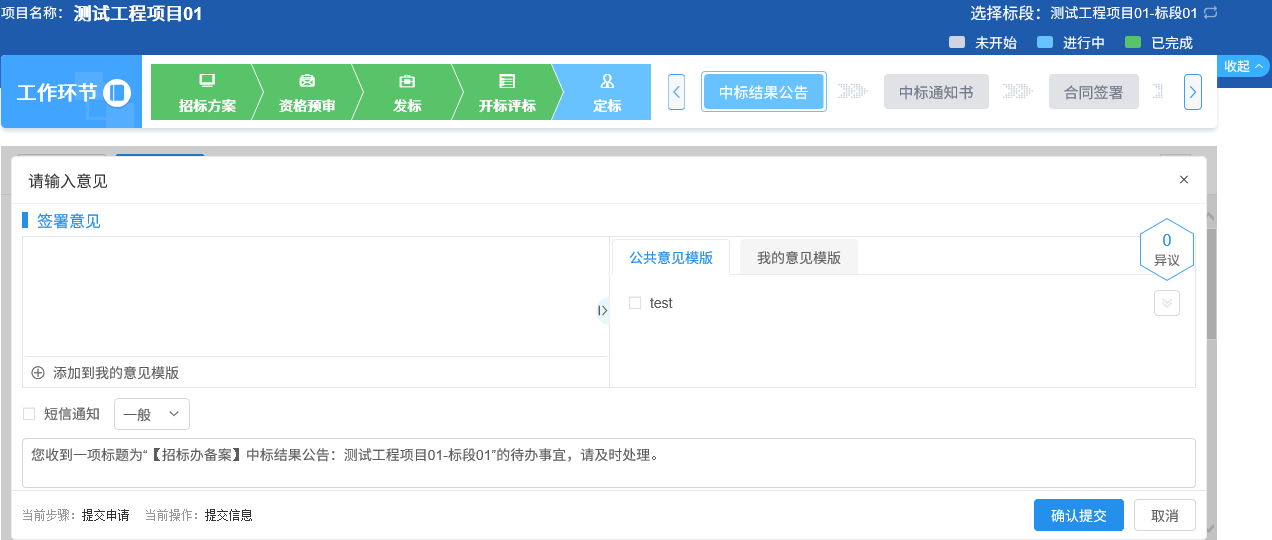 项目名称： 测试工程项目01
选择标段：测试工程项目01-标段01
未开始 进行中 已完成
收起
工作环节
招标方案 资格预审 发标 开标评标 定标
中标结果公告 中标通知书 合同签署
请输入意见
签署意见
公共意见模版 我的意见模版
0
异议
test
添加到我的意见模版
短信通知 一般
您收到一项标题为“【招标办备案】中标结果公告：测试工程项目01-标段01”的待办事宜，请及时处理。
当前步骤：提交申请 当前操作：提交信息
确认提交 取消